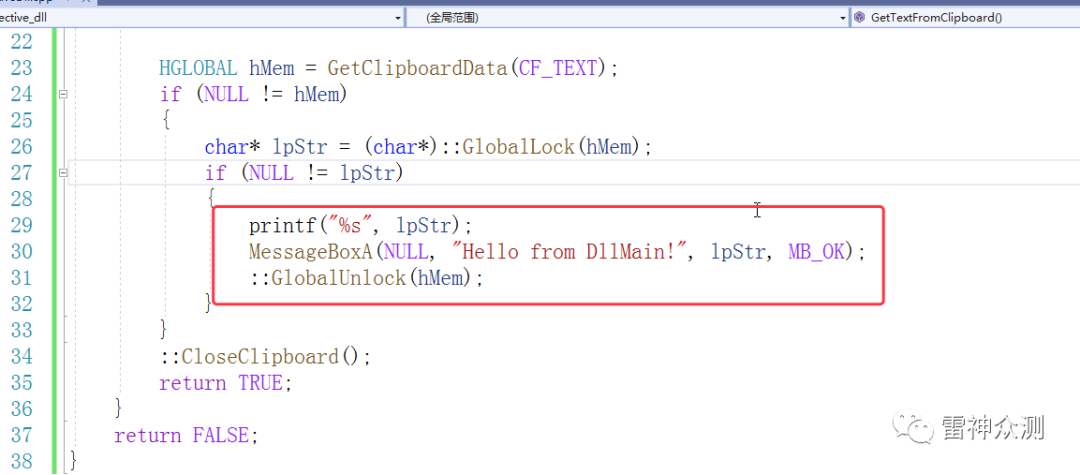 ective_dll
(全局范围)
GetTextFromClipboard()
22
23 HGLOBAL hMem = GetClipboardData(CF_TEXT);
24 if (NULL != hMem)
25 {
26 char* lpStr = (char*)::GlobalLock(hMem);
27 if (NULL != lpStr)
28 {
29 printf("%s", lpStr);
30 MessageBoxA(NULL, "Hello from DllMain!", lpStr, MB_OK);
31 ::GlobalUnlock(hMem);
32 }
33 }
34 ::CloseClipboard();
35 return TRUE;
36 }
37 return FALSE;
38 }
雷神众测